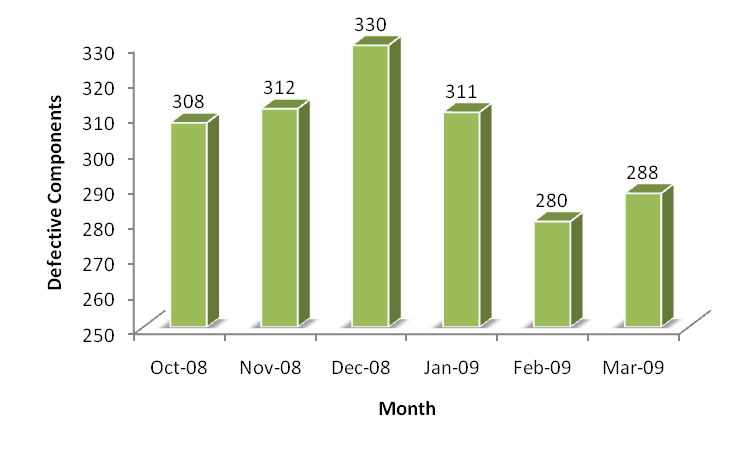 330
308 312 311
280 288
330
320
310
300
290
280
270
260
250
Defective Components
Oct-08 Nov-08 Dec-08 Jan-09 Feb-09 Mar-09
Month